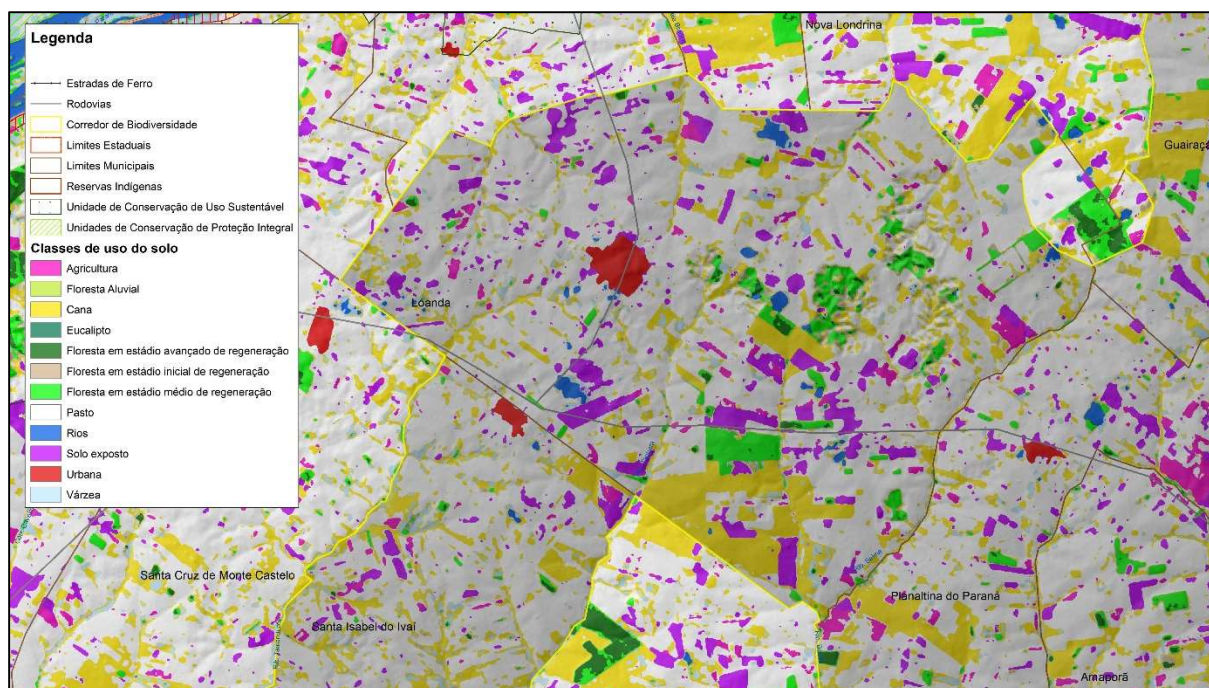 Legenda
Estradas de Ferro
Rodovias
Corredor de Biodiversidade
Limites Estaduais
Limites Municipais
Reservas Indígenas
Unidade de Conservação de Uso Sustentável
Unidades de Conservação de Proteção Integral
Classes de uso do solo
Agricultura
Floresta Aluvial
Cana
Eucalipto
Floresta em estádio avançado de regeneração
Floresta em estádio inicial de regeneração
Floresta em estádio médio de regeneração
Pasto
Rios
Solo exposto
Urbana
Várzea
Nova Londrina
Guairaç
Loanda
Santa Cruz de Monte Castelo
Santa Isabel do Ivaí
Planaltina do Paraná
Amaporã